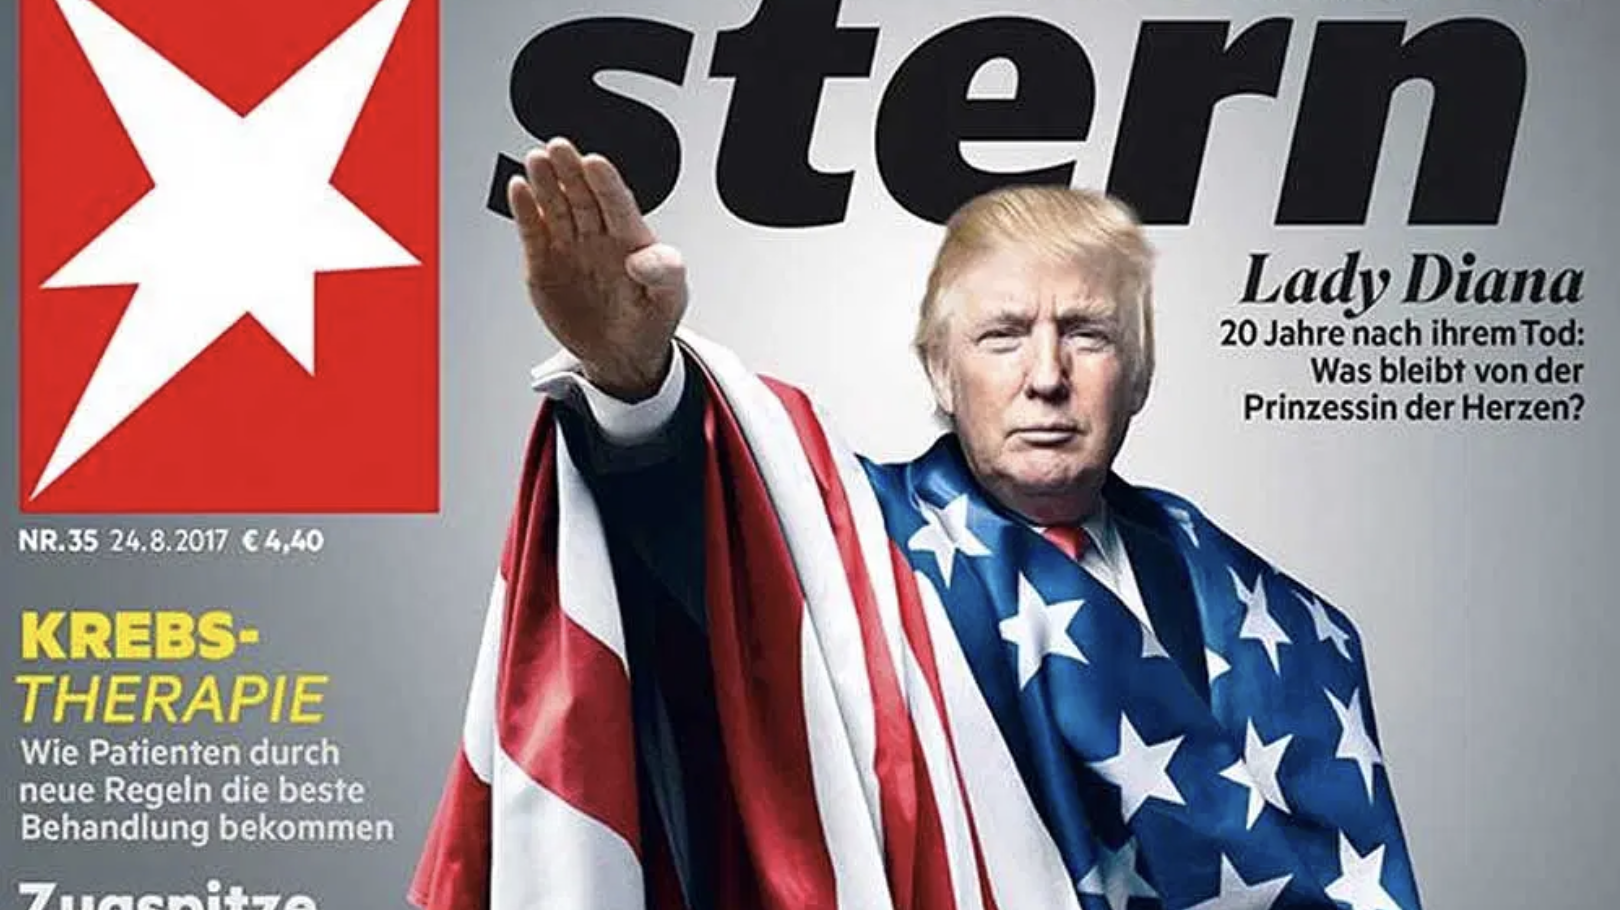 stern
Lady Diana
20 Jahre nach ihrem Tod:
Was bleibt von der
Prinzessin der Herzen?
NR.35 24.8.2017 € 4,40
KREBS-
THERAPIE
Wie Patienten durch
neue Regeln die beste
Behandlung bekommen
Zugspitze